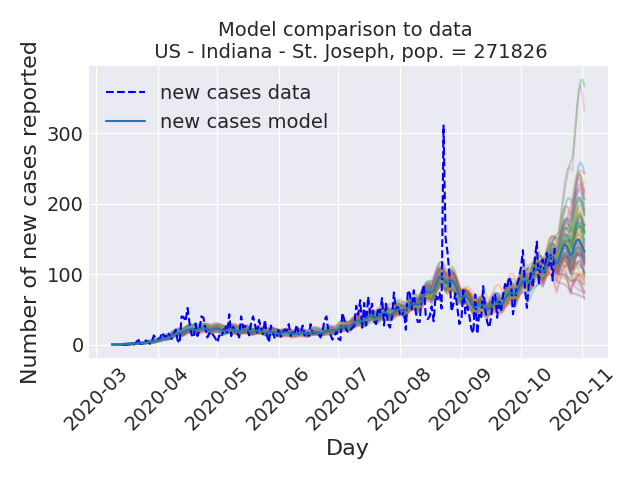 Model comparison to data
US - Indiana - St. Joseph, pop. = 271826
new cases data
new cases model
Number of new cases reported
300
200
100
0
2020-03
2020-04
2020-05
2020-06
2020-07
2020-08
2020-09
2020-10
2020-11
Day